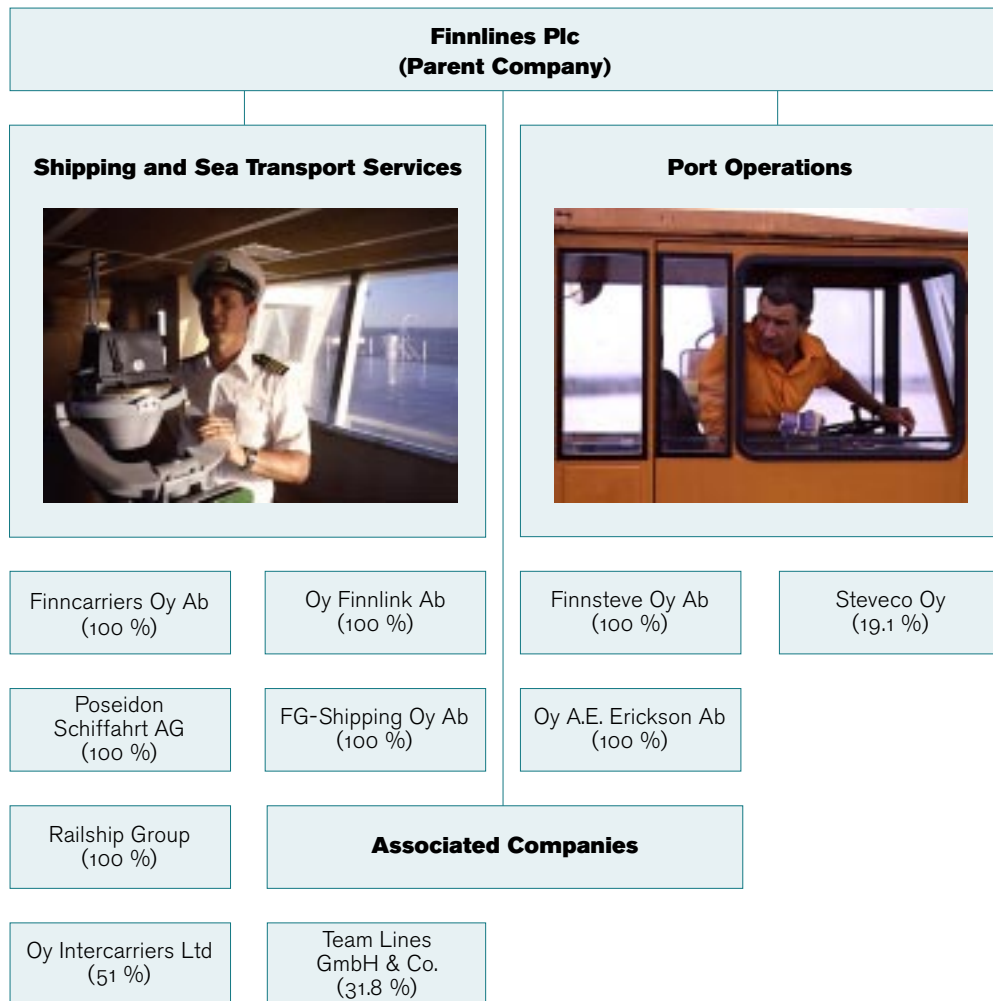 Finnlines Plc
(Parent Company)
Shipping and Sea Transport Services
Port Operations
Finncarriers Oy Ab
(100 %)
Oy Finnlink Ab
(100 %)
Finnsteve Oy Ab
(100 %)
Steveco Oy
(19.1 %)
Poseidon
Schiffahrt AG
(100 %)
FG-Shipping Oy Ab
(100 %)
Oy A.E. Erickson Ab
(100 %)
Railship Group
(100 %)
Associated Companies
Oy Intercarriers Ltd
(51 %)
Team Lines
GmbH & Co.
(31.8 %)